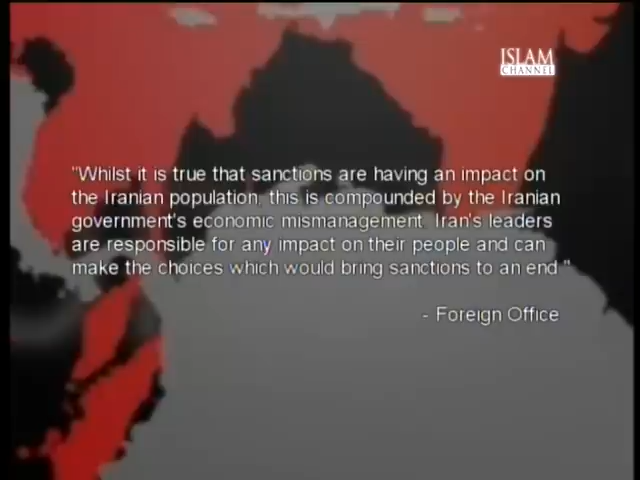 ISLAM
CHANNEL
"Whilst it is true that sanctions are having an impact on
the Iranian population, this is compounded by the Iranian
government's economic mismanagement. Iran's leaders
are responsible for any impact on their people and can
make the choices which would bring sanctions to an end."
- Foreign Office